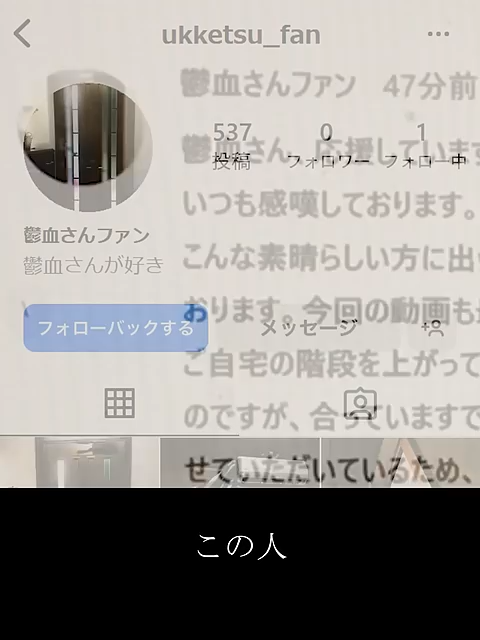 ukketsu_fan
鬱血さんファン 47分前
537 0 1
投稿 フォロワー フォロー中
鬱血さん、応援しています
いつも感嘆しております。
鬱血さんファン
鬱血さんが好き
こんな素晴らしい方に出
おります。今回の動画も
フォローバックする メッセージ
ご自宅の階段を上がって
のですが、合っていますで
せていただいているため、
この人